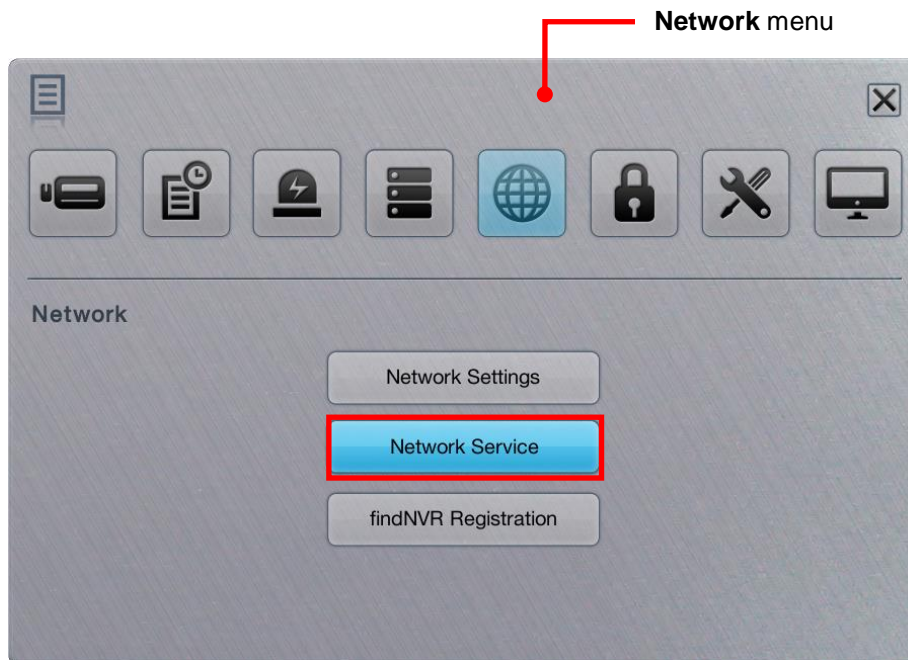 Network menu
Network
Network Settings
Network Service
findNVR Registration